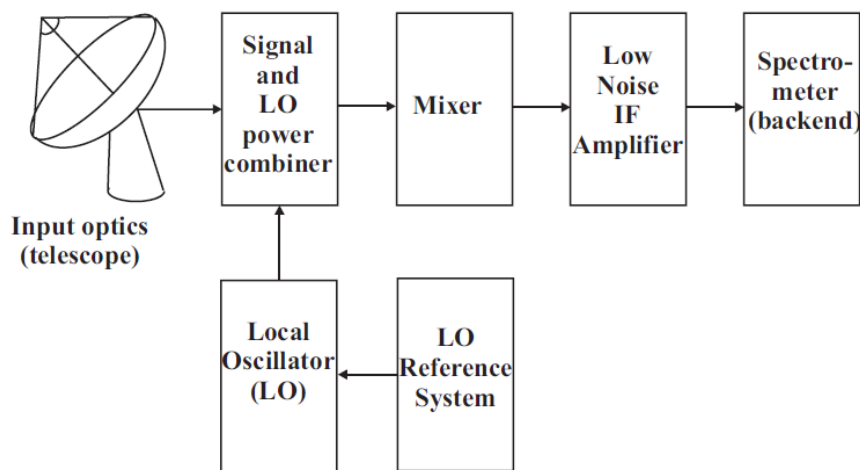 Signal
and
LO
power
combiner
Mixer
Low
Noise
IF
Amplifier
Spectro-
meter
(backend)
Input optics
(telescope)
Local
Oscillator
(LO)
LO
Reference
System